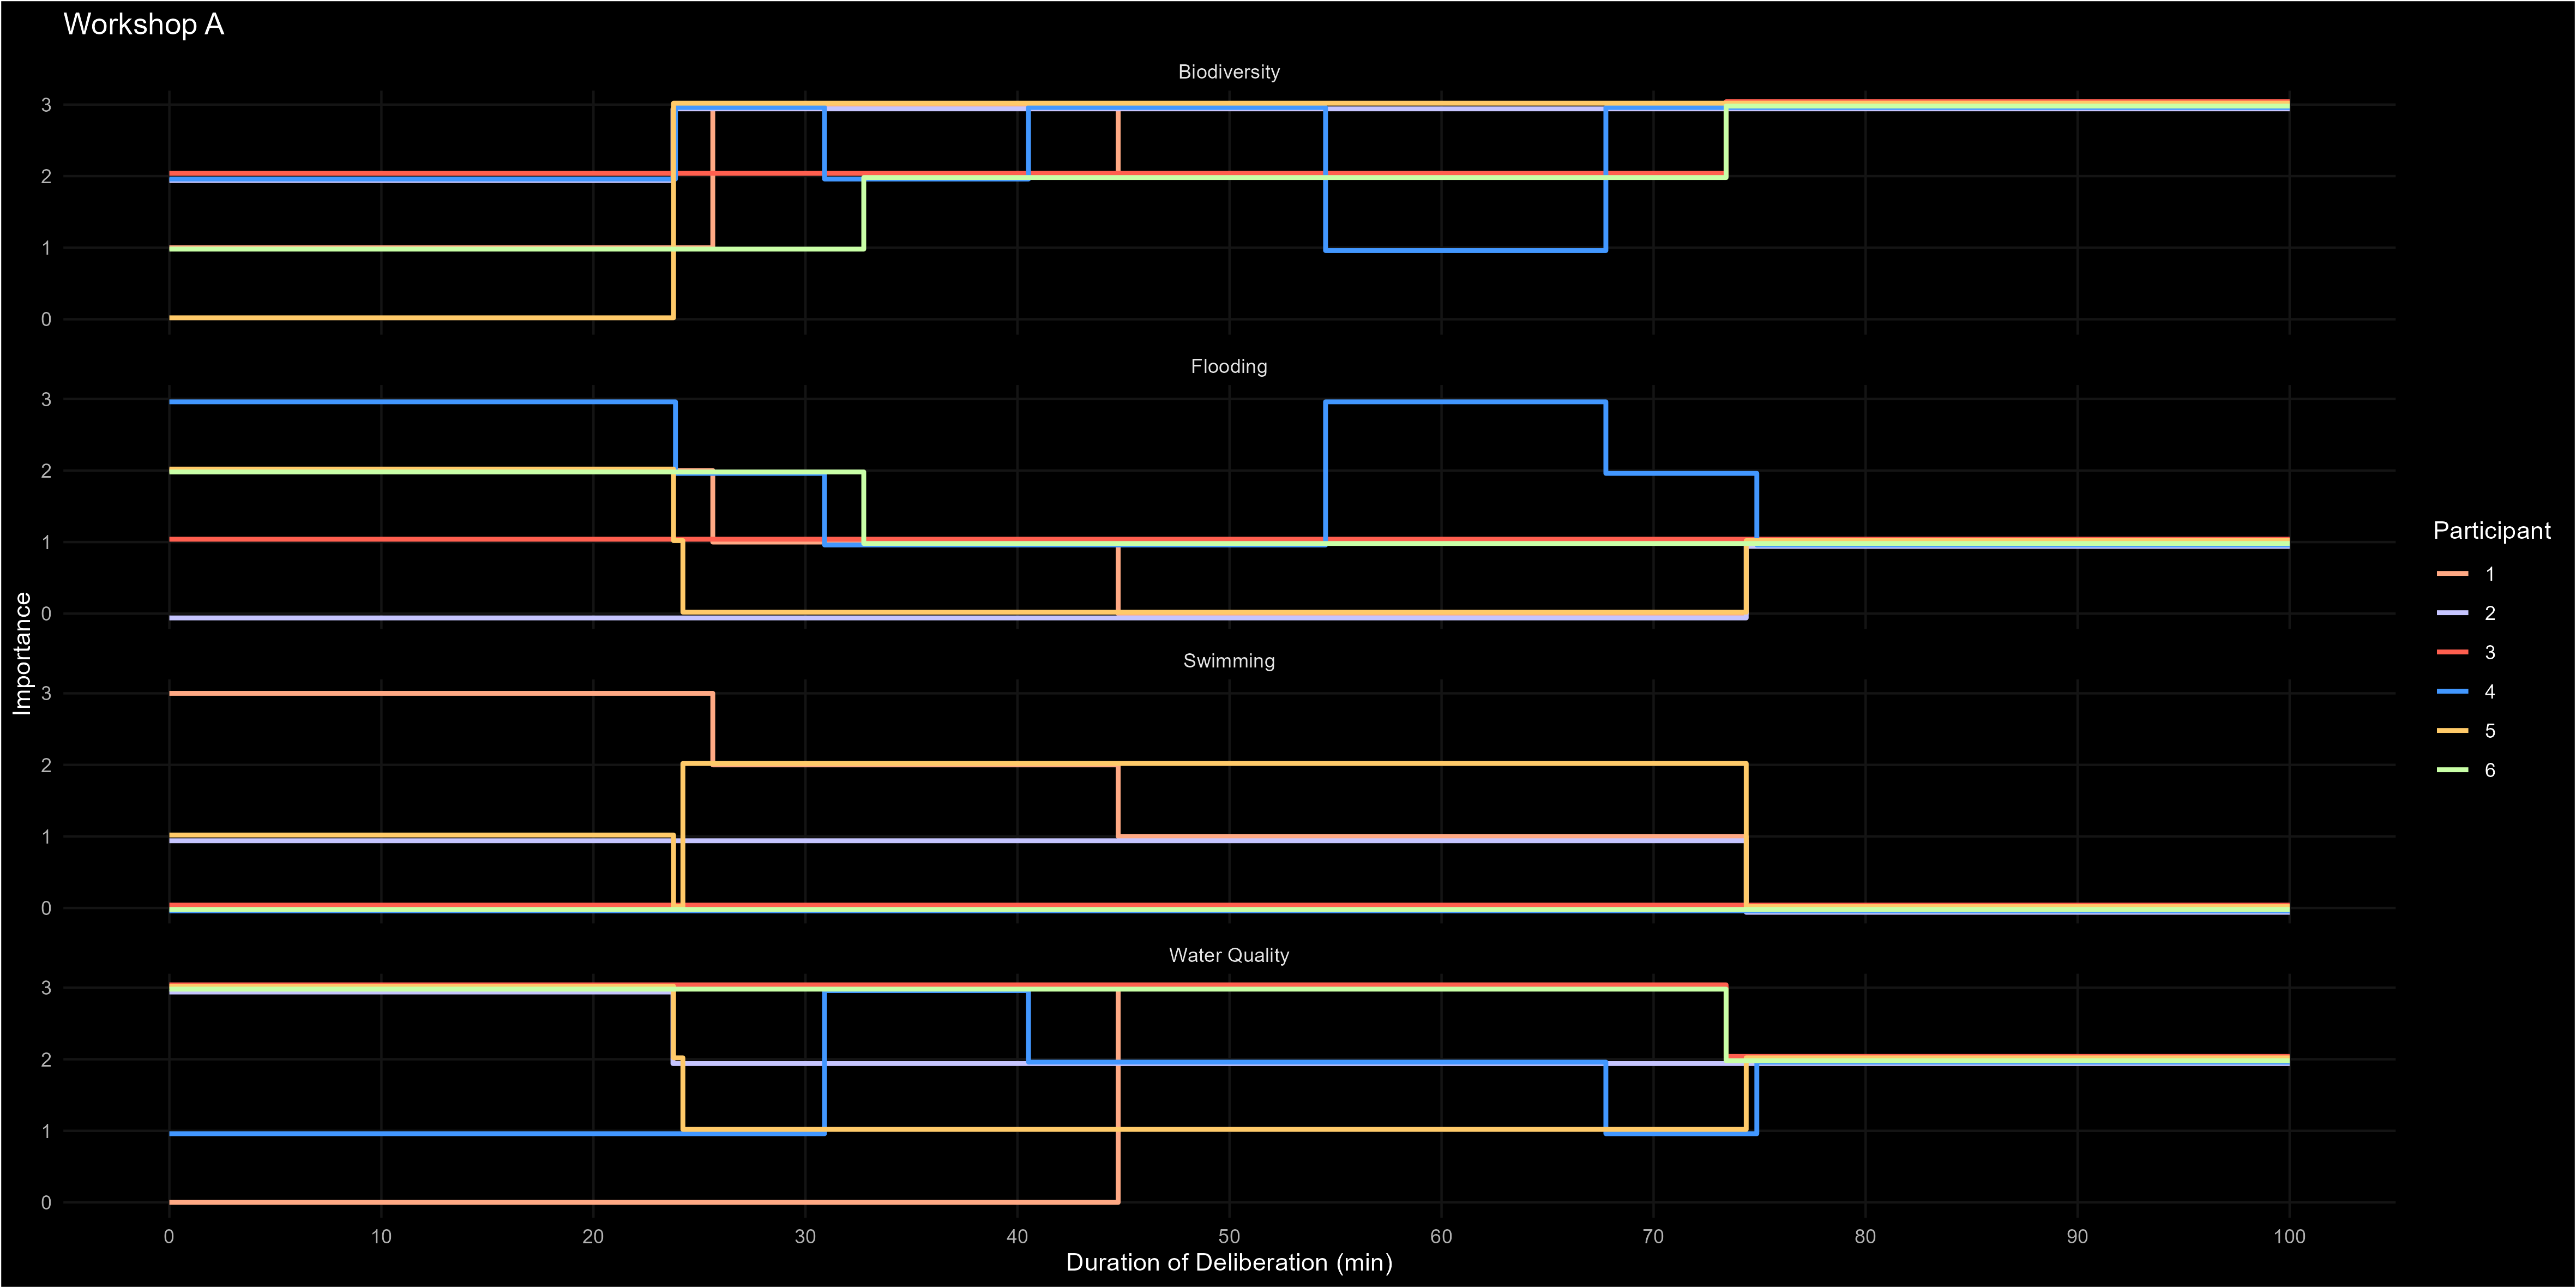 Workshop A
Biodiversity
3
2
1
0
Flooding
3
2
1
0
Swimming
3
2
1
0
Water Quality
3
2
1
0
0 10 20 30 40 50 60 70 80 90 100
Duration of Deliberation (min)
Importance
Participant
1
2
3
4
5
6